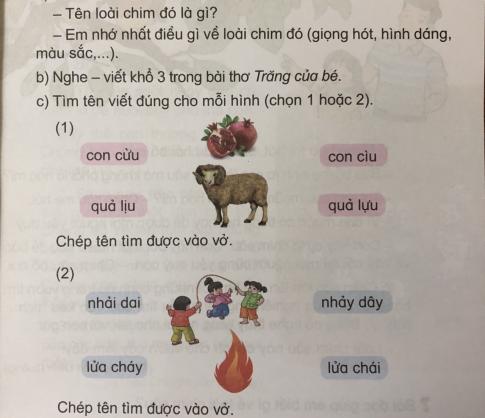 – Tên loài chim đó là gì?
– Em nhớ nhất điều gì về loài chim đó (giọng hót, hình dáng,
màu sắc,...).
b) Nghe – viết khổ 3 trong bài thơ Trăng của bé.
c) Tìm tên viết đúng cho mỗi hình (chọn 1 hoặc 2).
(1)
con cừu con cìu
quả lịu quả lựu
Chép tên tìm được vào vở.
(2)
nhải dai nhảy dây
lửa cháy lửa chái
Chép tên tìm được vào vở.